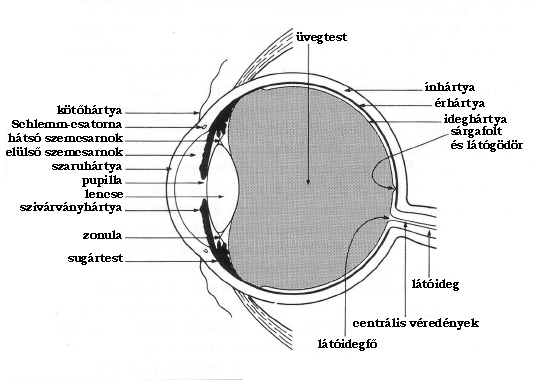 üvegtest
ínhártya
érhártya
ideghártya
sárgafolt
és látógödör
kötőhártya
Schlemm-csatorna
hátsó szemcsarnok
elülső szemcsarnok
szaruhártya
pupilla
lencse
szivárványhártya
zonula
sugártest
látóideg
centrális véredények
látóidegfő